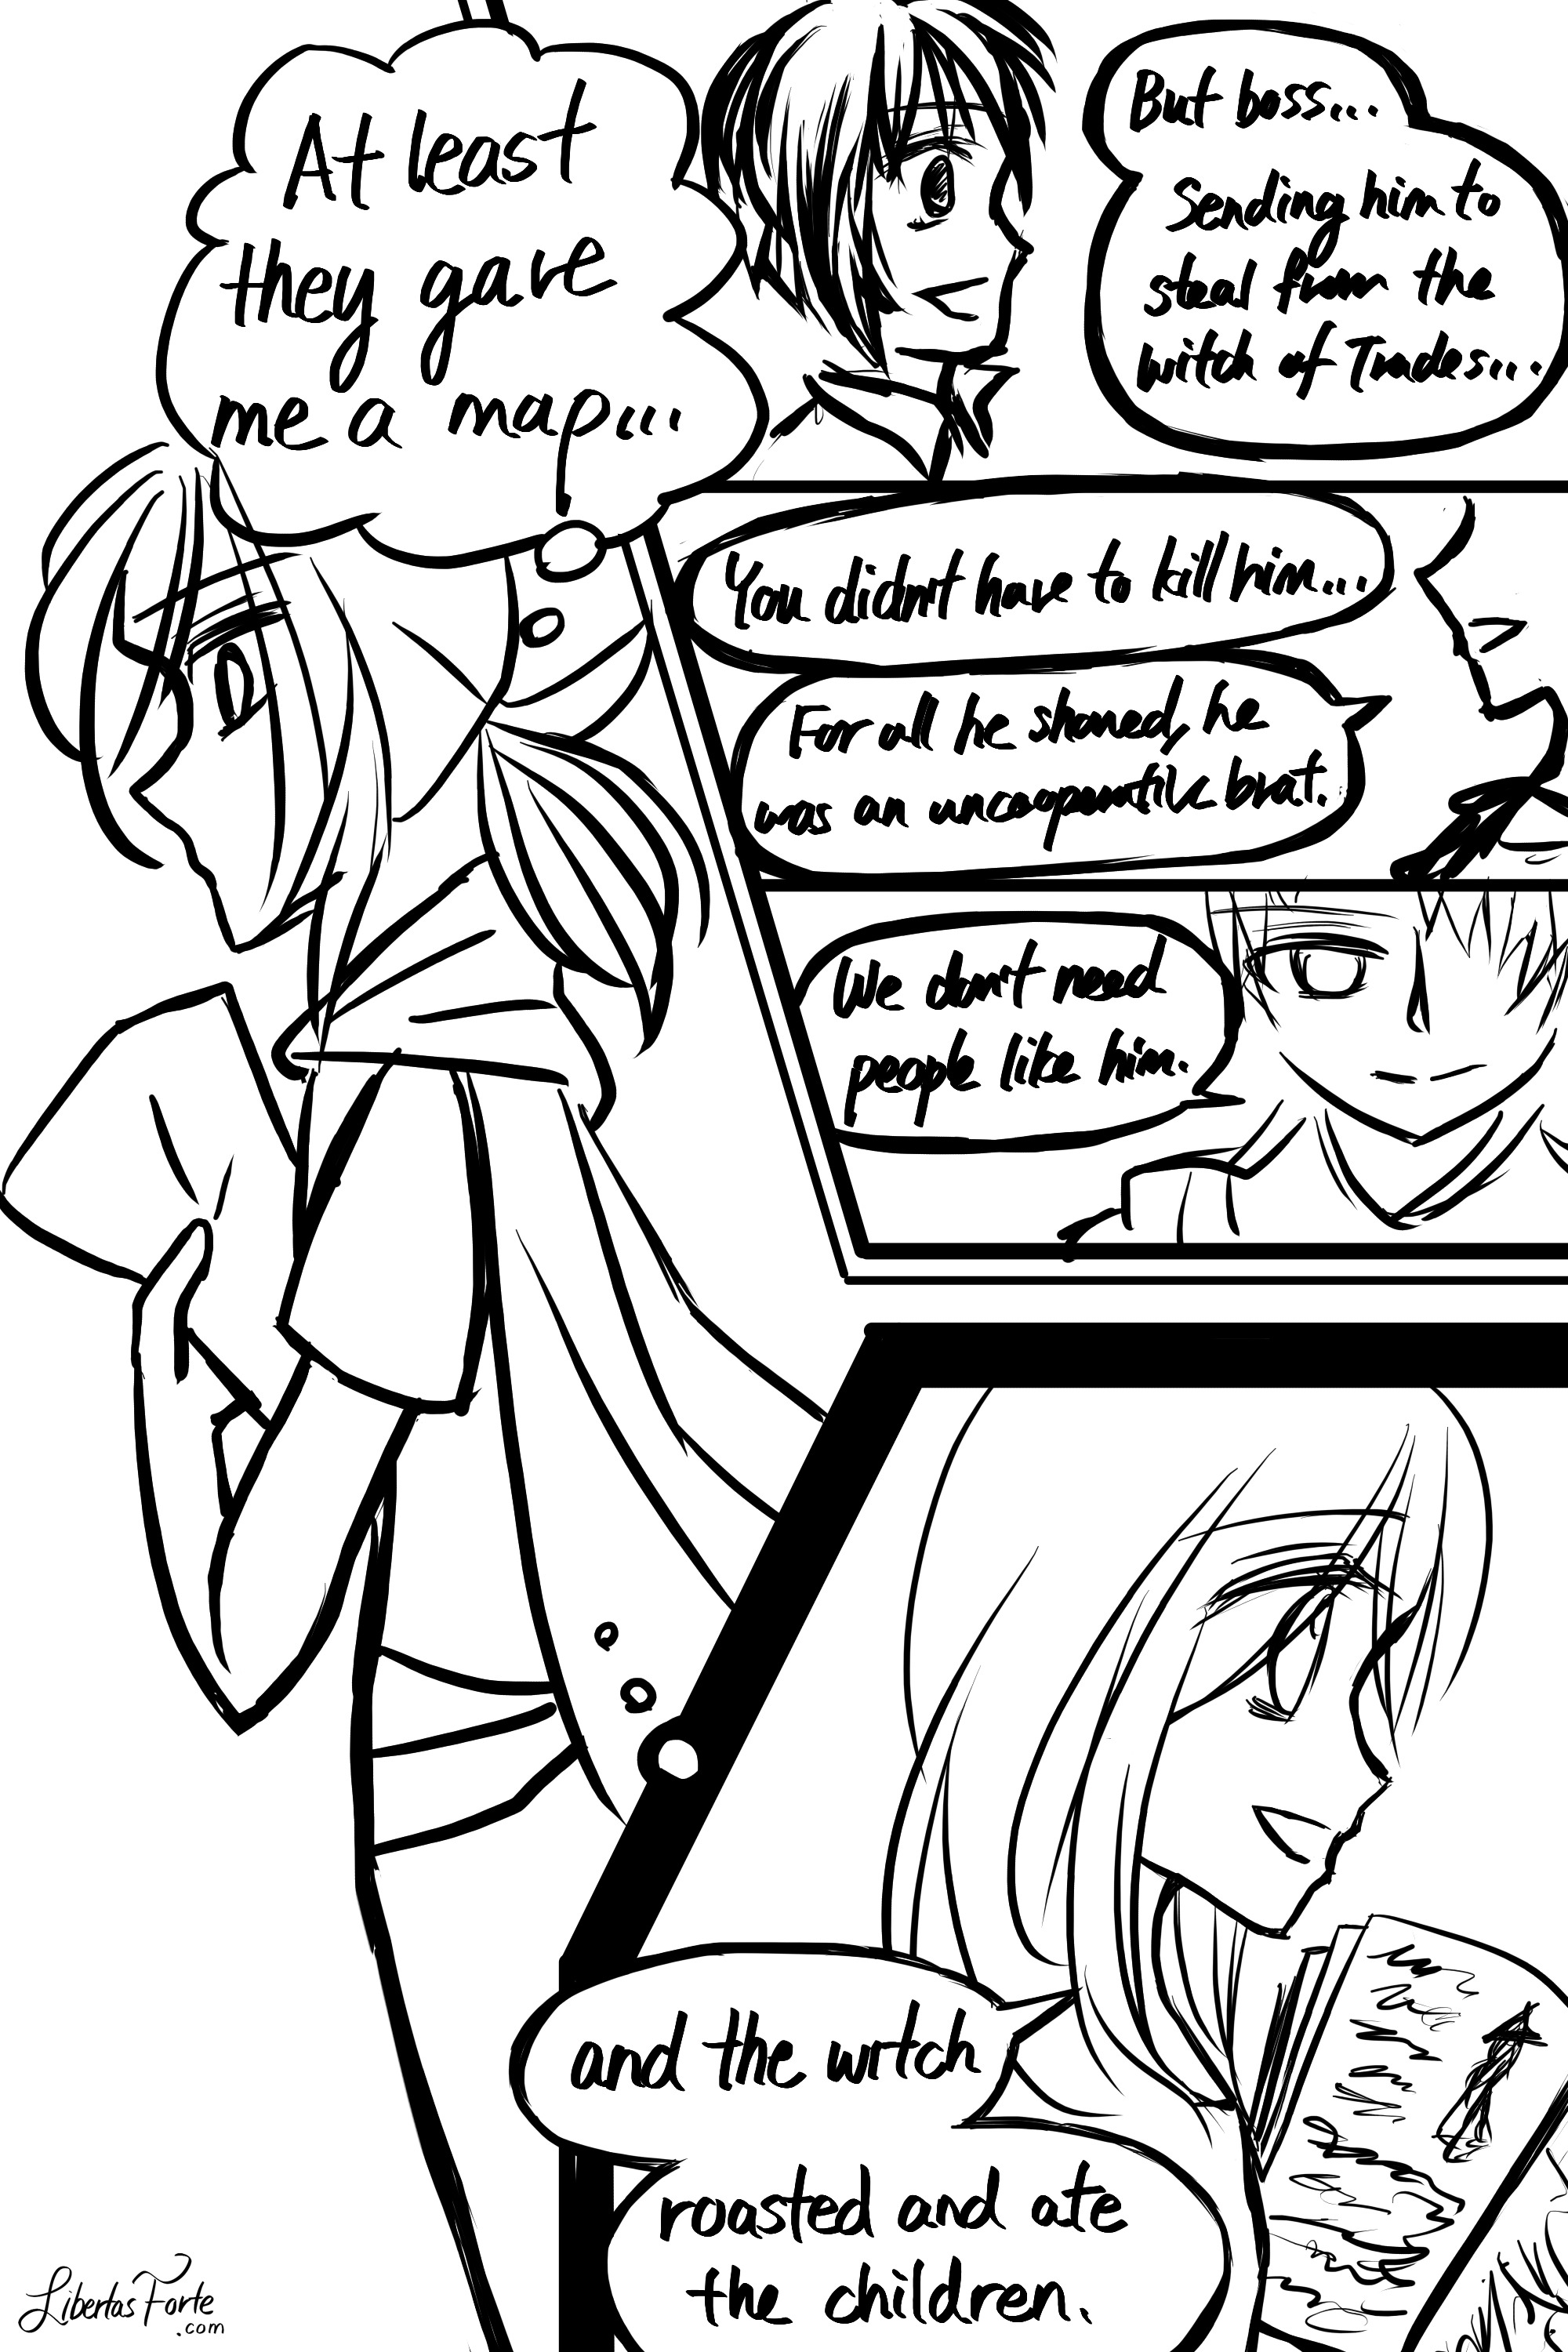 At least
they gave
me a map...
But boss...
sending him to
steal from the
witch of Trades...
You didn't have to kill him...
For all he showed, he
was an uncooperative brat.
We don't need
people like him.
and the witch
roasted and ate
the children.
Libertas Forte
.com